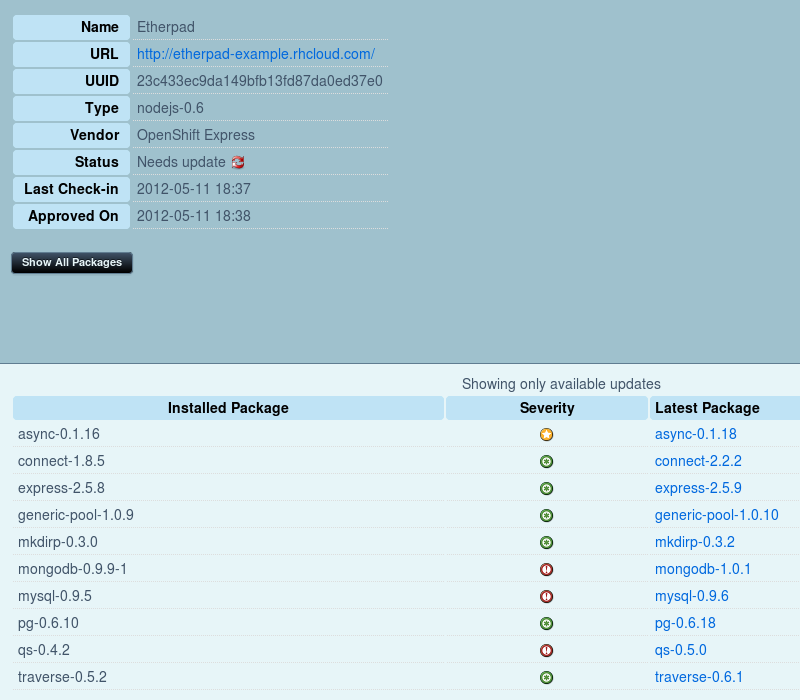 Name Etherpad
URL http://etherpad-example.rhcloud.com/
UUID 23c433ec9da149bfb13fd87da0ed37e0
Type nodejs-0.6
Vendor OpenShift Express
Status Needs update
Last Check-in 2012-05-11 18:37
Approved On 2012-05-11 18:38
Show All Packages
Showing only available updates
Installed Package Severity Latest Package
async-0.1.16 async-0.1.18
connect-1.8.5 connect-2.2.2
express-2.5.8 express-2.5.9
generic-pool-1.0.9 generic-pool-1.0.10
mkdirp-0.3.0 mkdirp-0.3.2
mongodb-0.9.9-1 mongodb-1.0.1
mysql-0.9.5 mysql-0.9.6
pg-0.6.10 pg-0.6.18
qs-0.4.2 qs-0.5.0
traverse-0.5.2 traverse-0.6.1